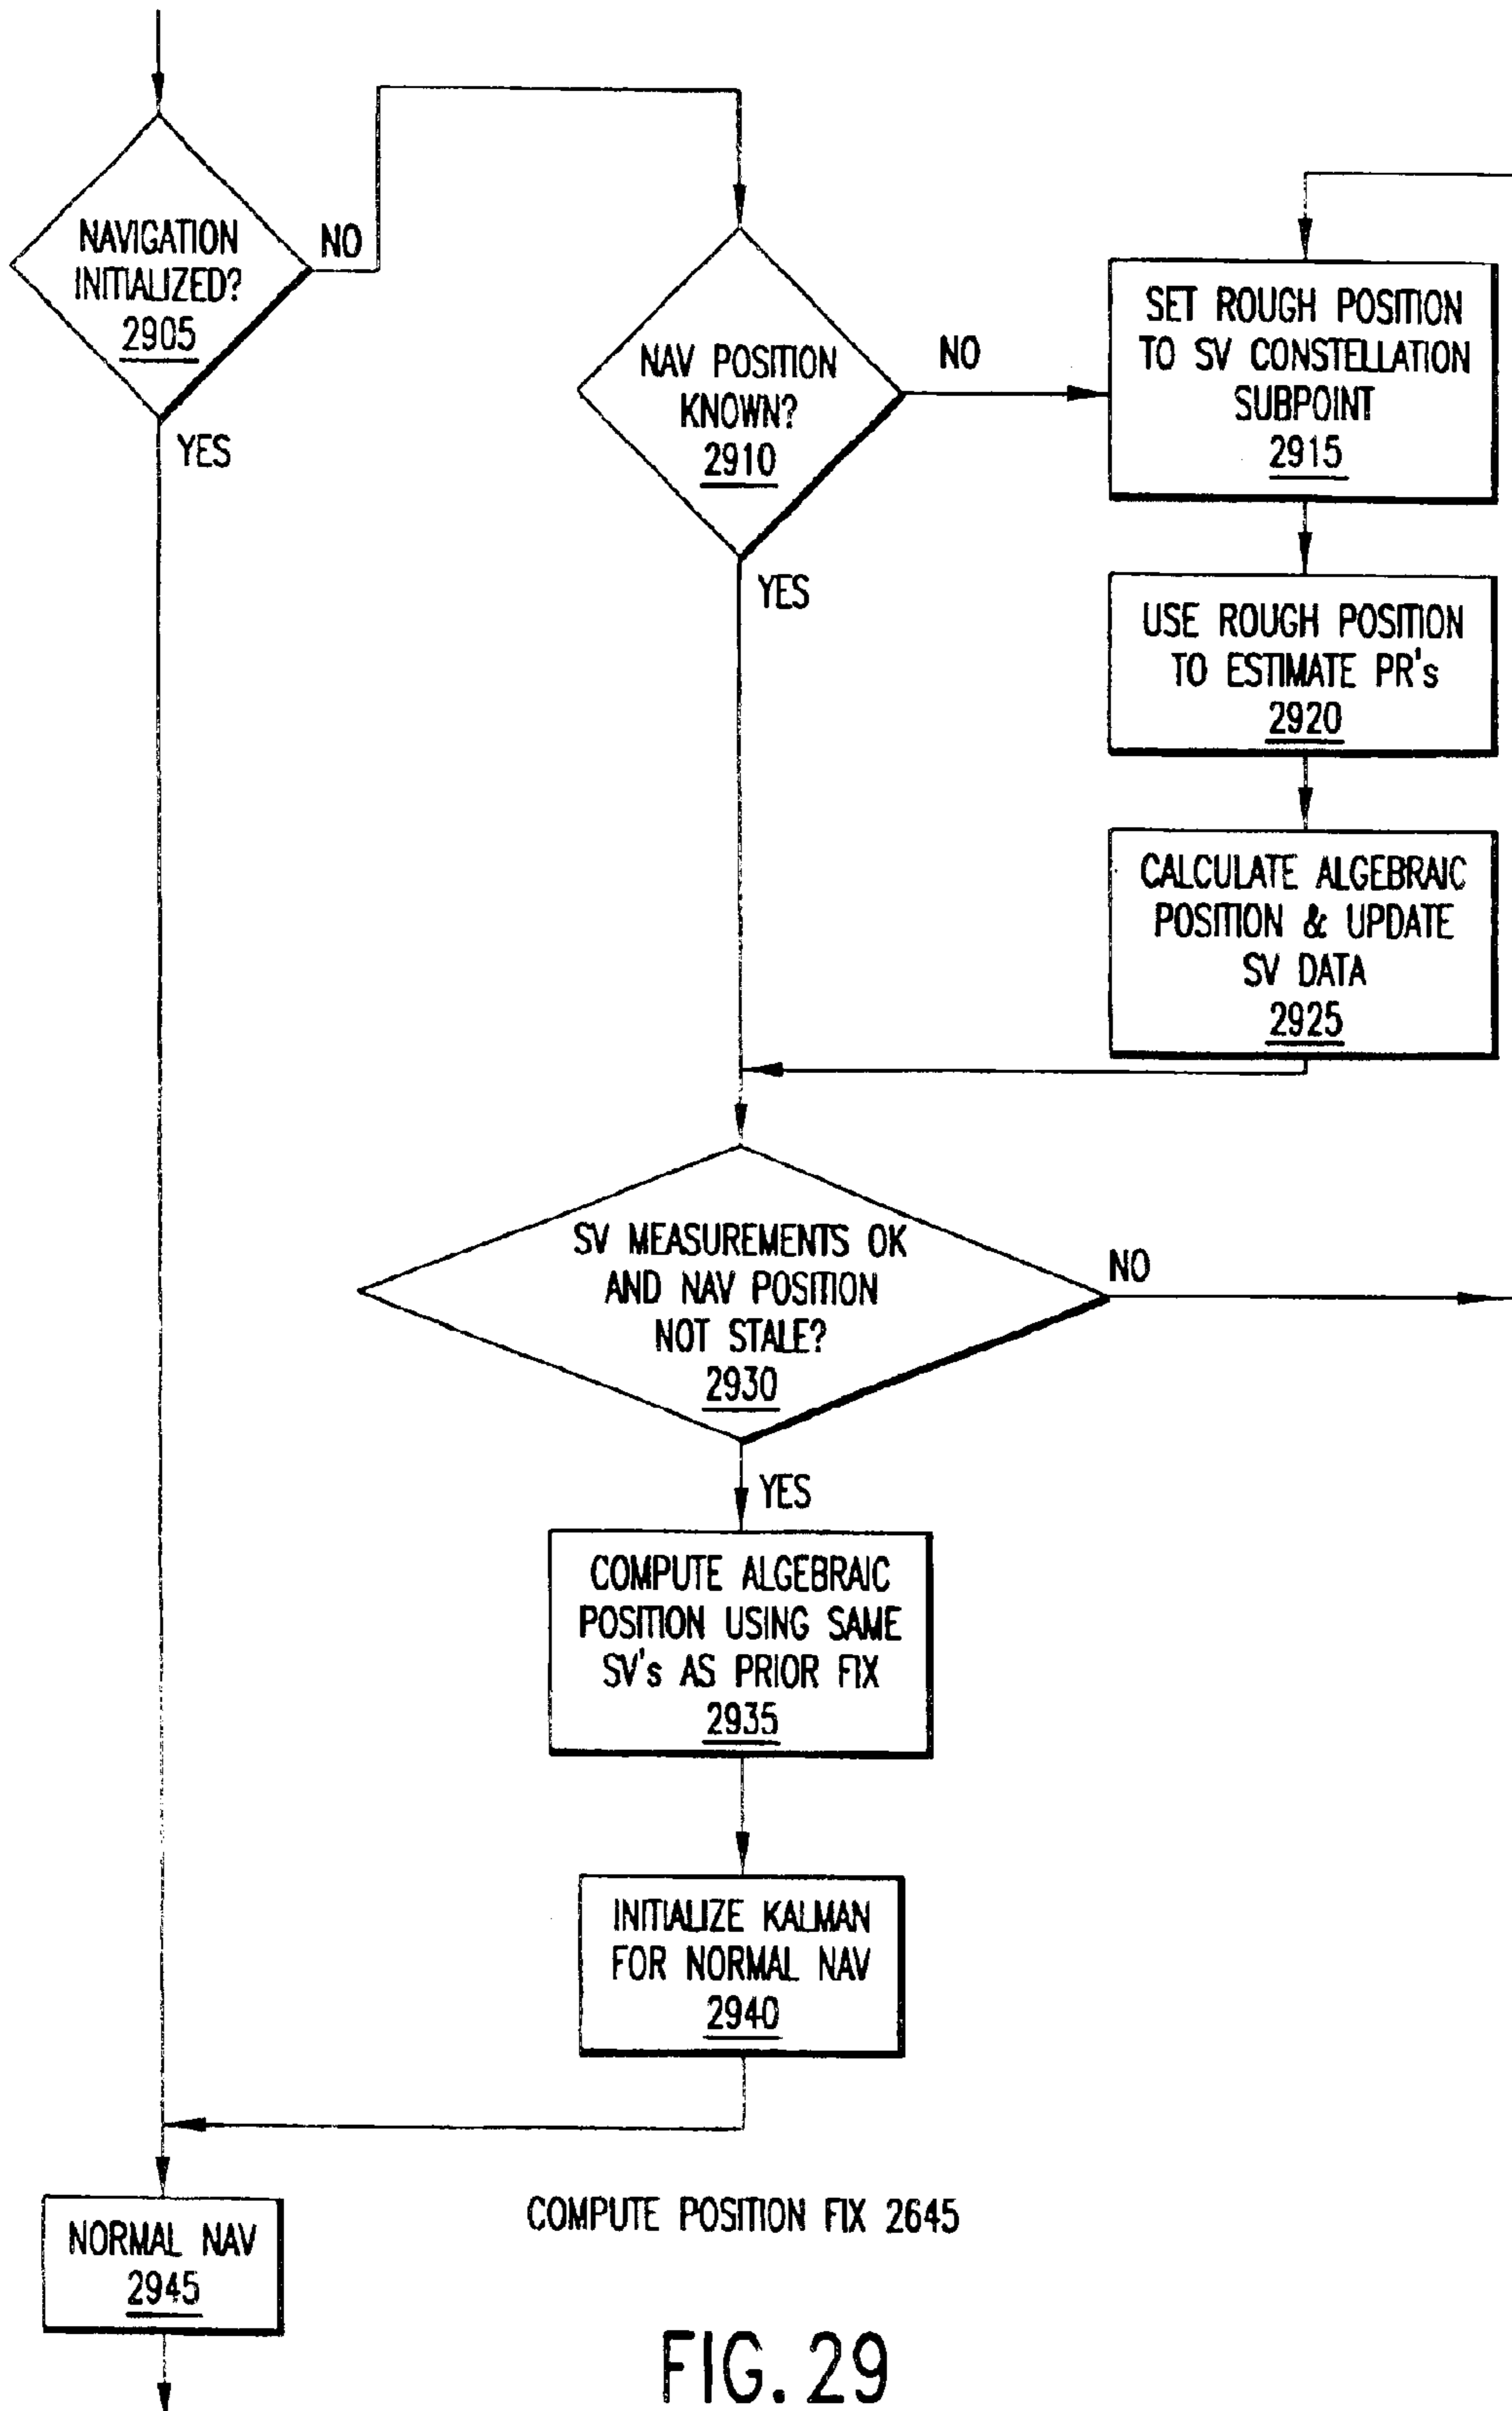 NAVIGATION
INITIALIZED?
2905
NO
YES
NAV POSITION
KNOWN?
2910
NO
YES
SET ROUGH POSITION
TO SV CONSTELLATION
SUBPOINT
2915
USE ROUGH POSITION
TO ESTIMATE PR's
2920
CALCULATE ALGEBRAIC
POSITION & UPDATE
SV DATA
2925
SV MEASUREMENTS OK
AND NAV POSITION
NOT STALE?
2930
NO
YES
COMPUTE ALGEBRAIC
POSITION USING SAME
SV's AS PRIOR FIX
2935
INITIALIZE KALMAN
FOR NORMAL NAV
2940
NORMAL NAV
2945
COMPUTE POSITION FIX 2645
FIG. 29